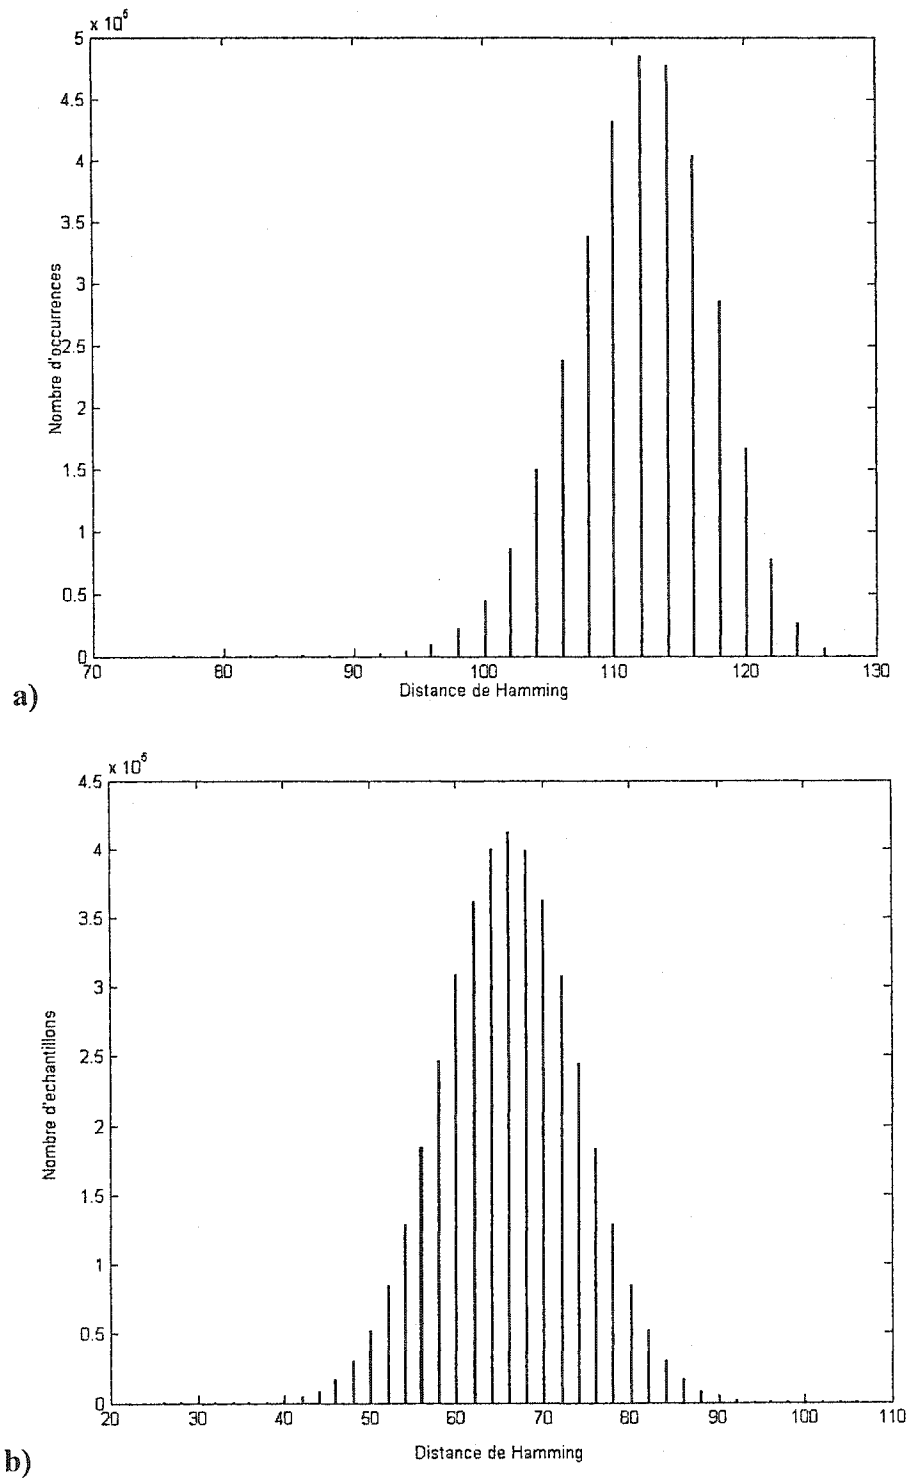 x 10⁵
5
4.5
4
3.5
3
2.5
2
1.5
1
0.5
0
Nombre d'occurrences
70 80 90 100 110 120 130
Distance de Hamming
a)
x 10⁵
4.5
4
3.5
3
2.5
2
1.5
1
0.5
0
Nombre d'echantillons
20 30 40 50 60 70 80 90 100 110
Distance de Hamming
b)